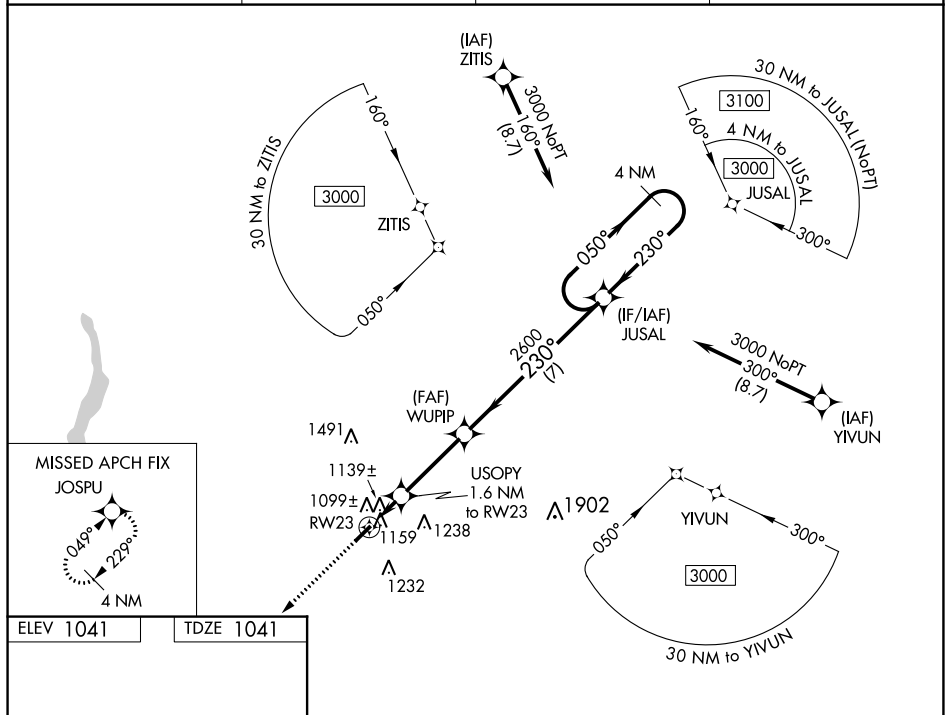 (IAF)
ZITIS
3000 NoPT
160°
(8.7)
30 NM to ZITIS
160°
3000
ZITIS
050°
30 NM to JUSAL (NoPT)
3100
4 NM to JUSAL
160°
3000
JUSAL
300°
4 NM
050°
230°
(IF/IAF)
JUSAL
2600
230°
(7)
3000 NoPT
300°
(8.7)
(IAF)
YIVUN
(FAF)
WUPIP
1491
1139±
1099±
RW23
1159
1238
1232
USOPY
1.6 NM
to RW23
1902
MISSED APCH FIX
JOSPU
049°
229°
4 NM
050°
YIVUN
300°
3000
30 NM to YIVUN
ELEV 1041
TDZE 1041